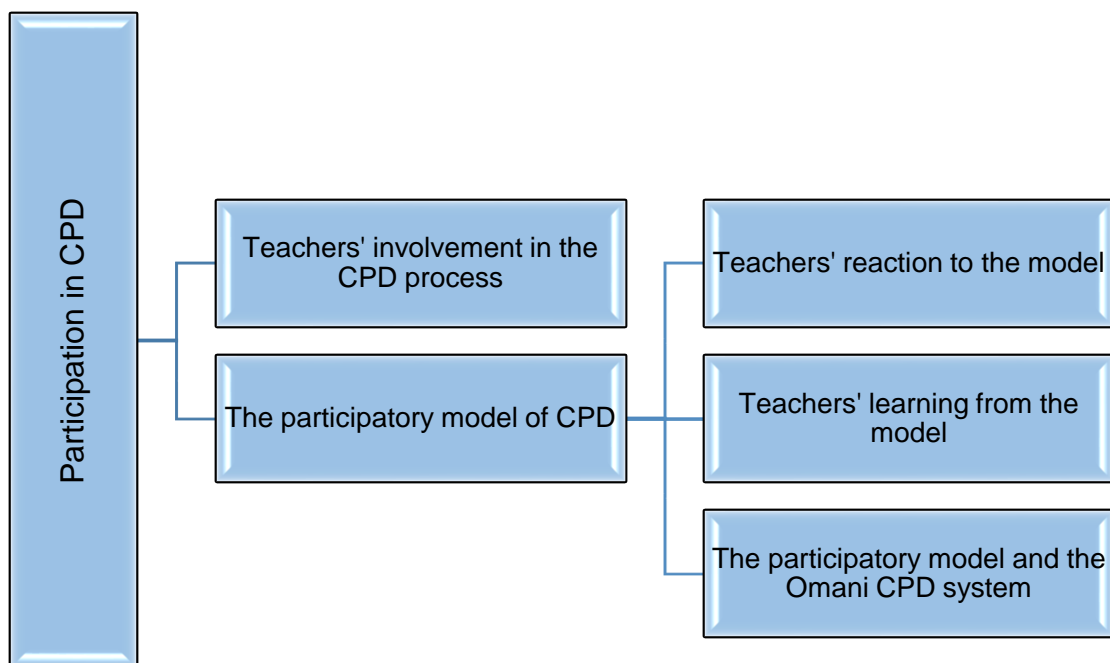 Participation in CPD
Teachers' involvement in the
CPD process
The participatory model of CPD
Teachers' reaction to the model
Teachers' learning from the
model
The participatory model and the
Omani CPD system